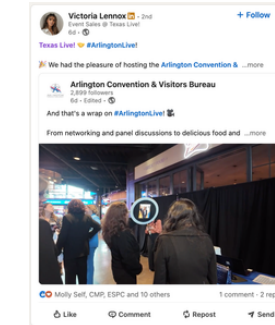 Victoria Lennox in • 2nd
+ Follow
Event Sales @ Texas Live!
6d •
Texas Live! 🤝 #ArlingtonLive!
🎉 We had the pleasure of hosting the Arlington Convention & ...more
Arlington Convention & Visitors Bureau
2,899 followers
6d • Edited •
And that's a wrap on #ArlingtonLive! 🎥
From networking and panel discussions to delicious food and ...more
Molly Self, CMP, ESPC and 10 others
1 comment · 2 rep
Like
Comment
Repost
Send